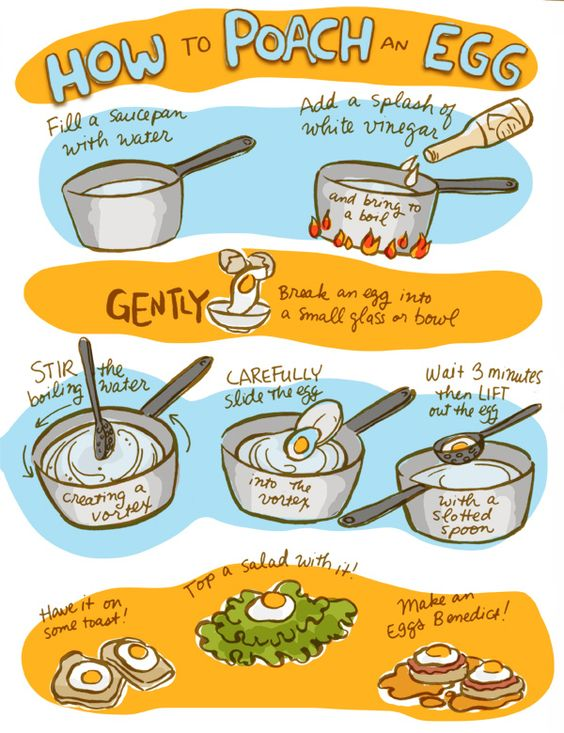 How to Poach an Egg
Fill a saucepan
with water
Add a splash of
white vinegar
and bring to
a boil
GENTLY
Break an egg into
a small glass or bowl
STIR the
boiling water
creating a
vortex
CAREFULLY
slide the egg
into the
vortex
Wait 3 minutes
then LIFT
out the egg
with a
slotted
spoon
Have it on
some toast!
Top a salad with it!
Make an
Eggs Benedict!